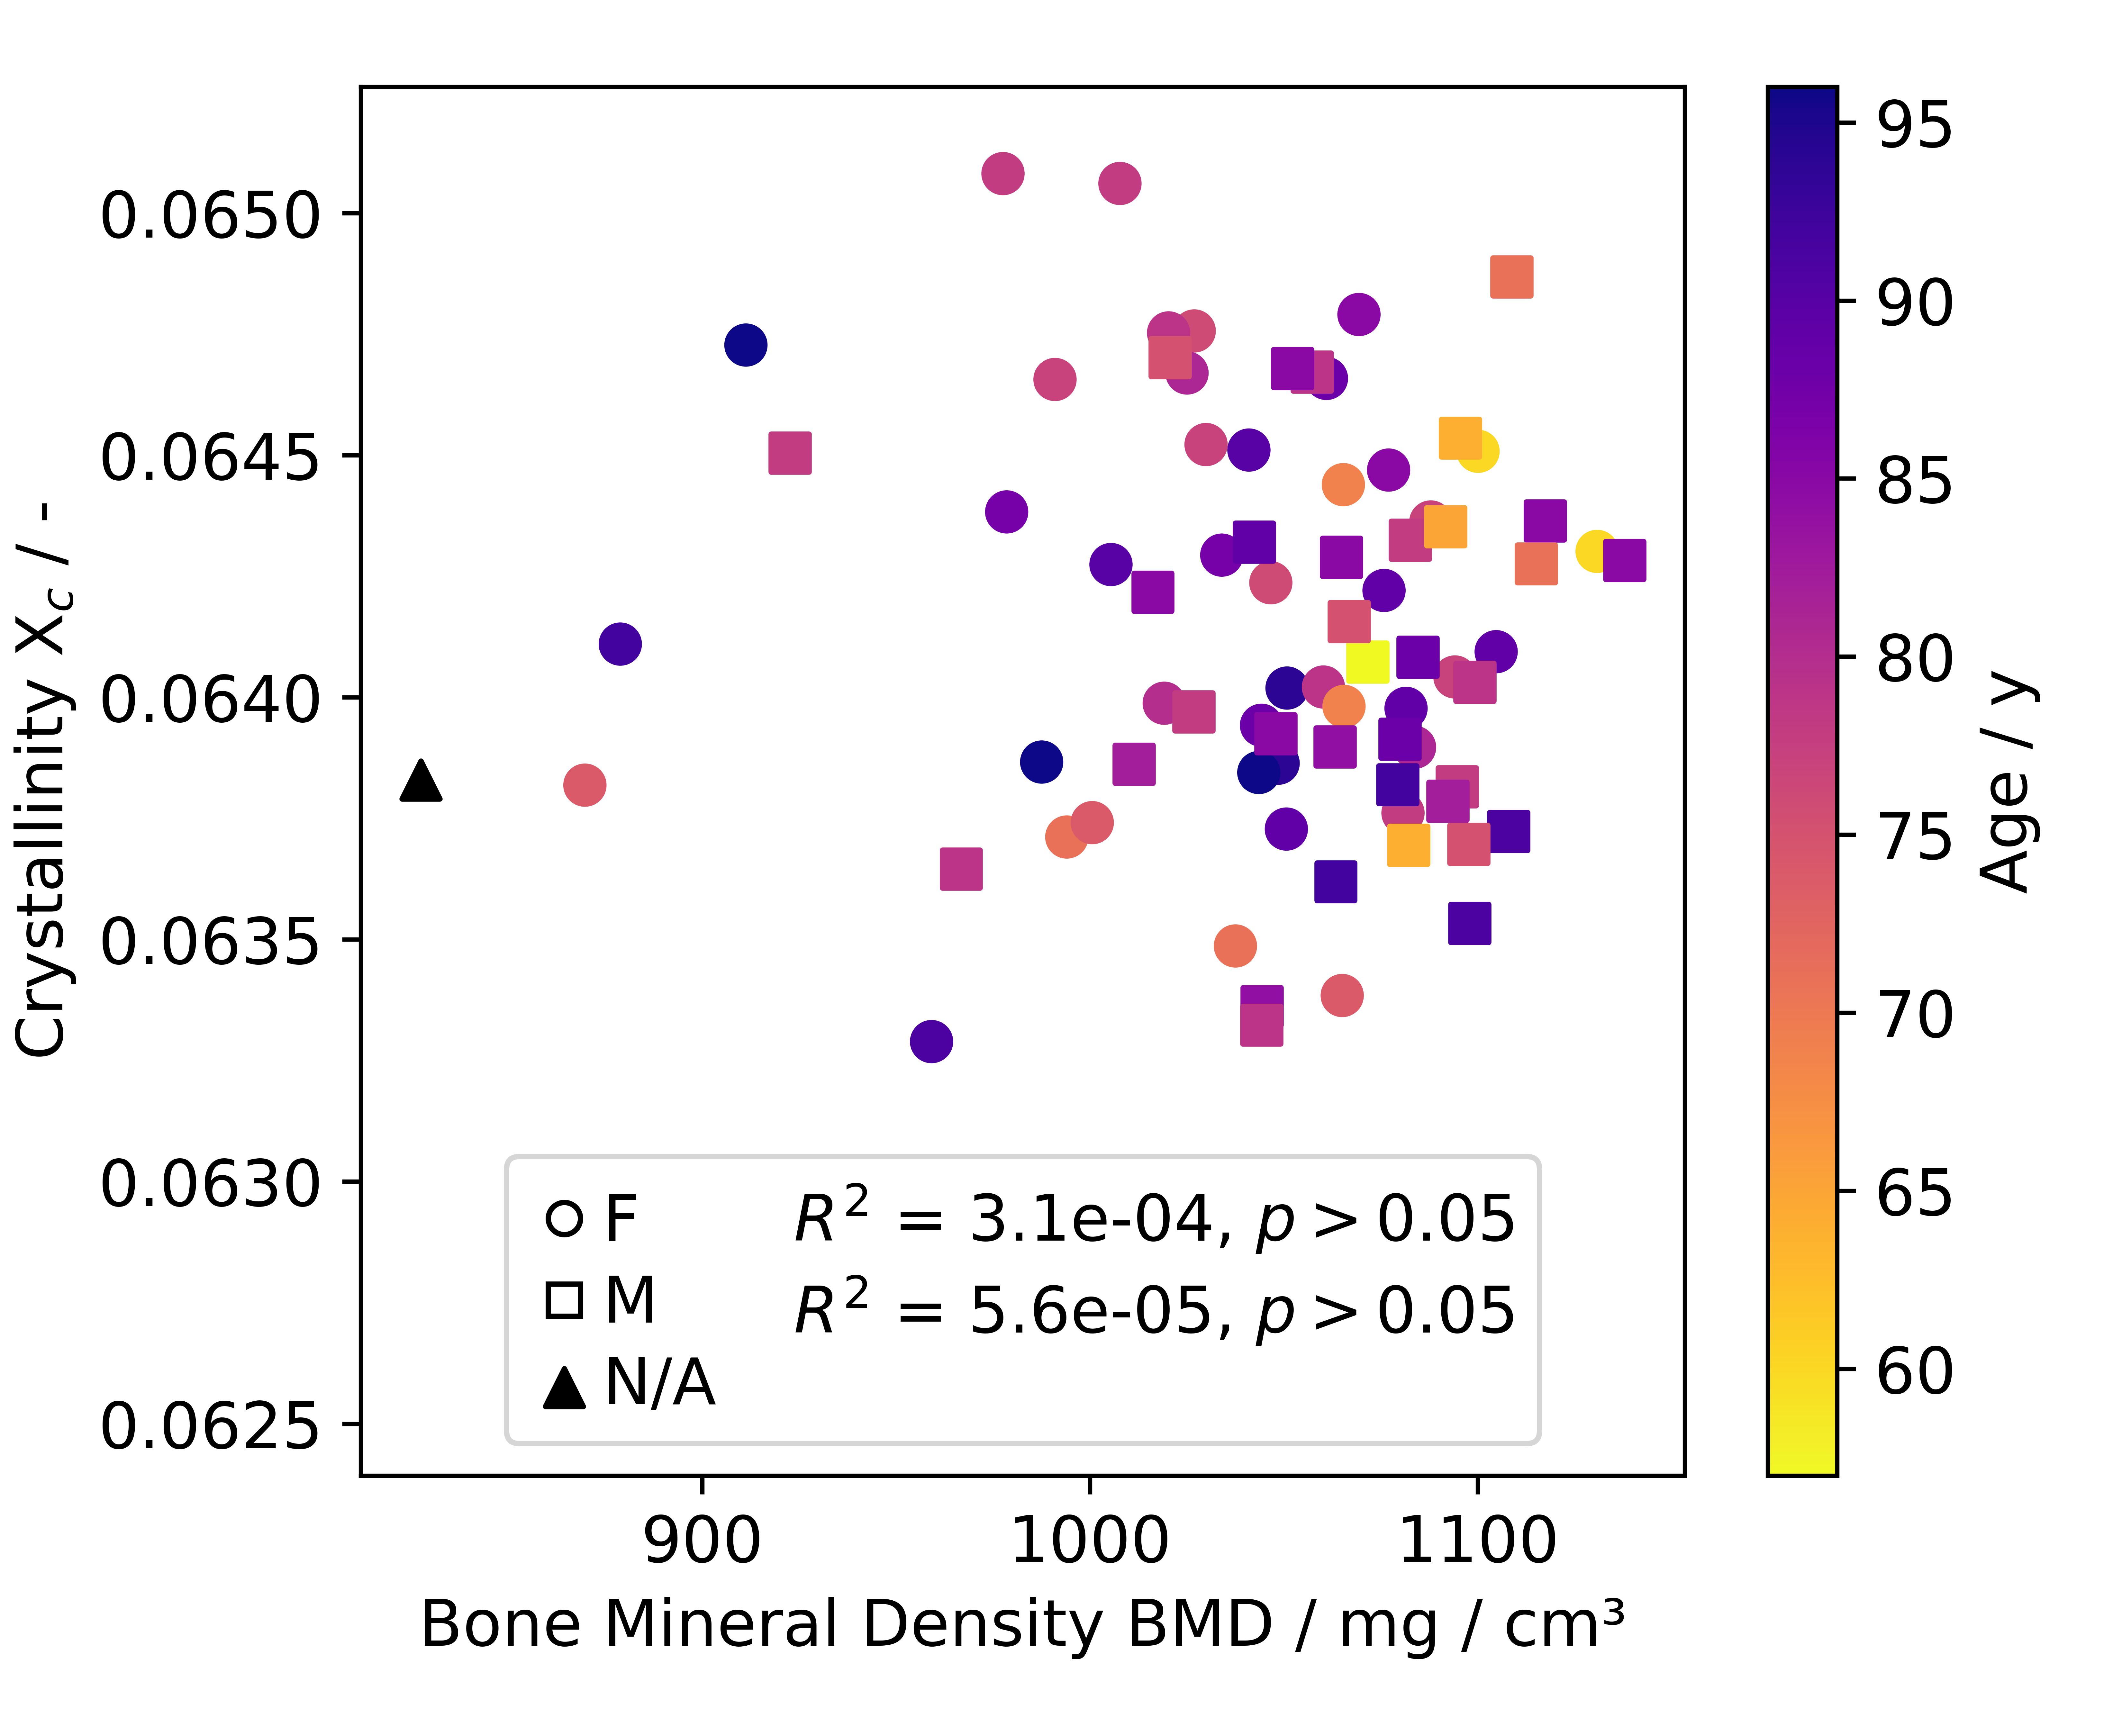 Crystallinity Xc / -
0.0650
0.0645
0.0640
0.0635
0.0630
0.0625
F R² = 3.1e-04, p > 0.05
M R² = 5.6e-05, p > 0.05
N/A
900 1000 1100
Bone Mineral Density BMD / mg / cm³
95
90
85
80
75
70
65
60
Age / y